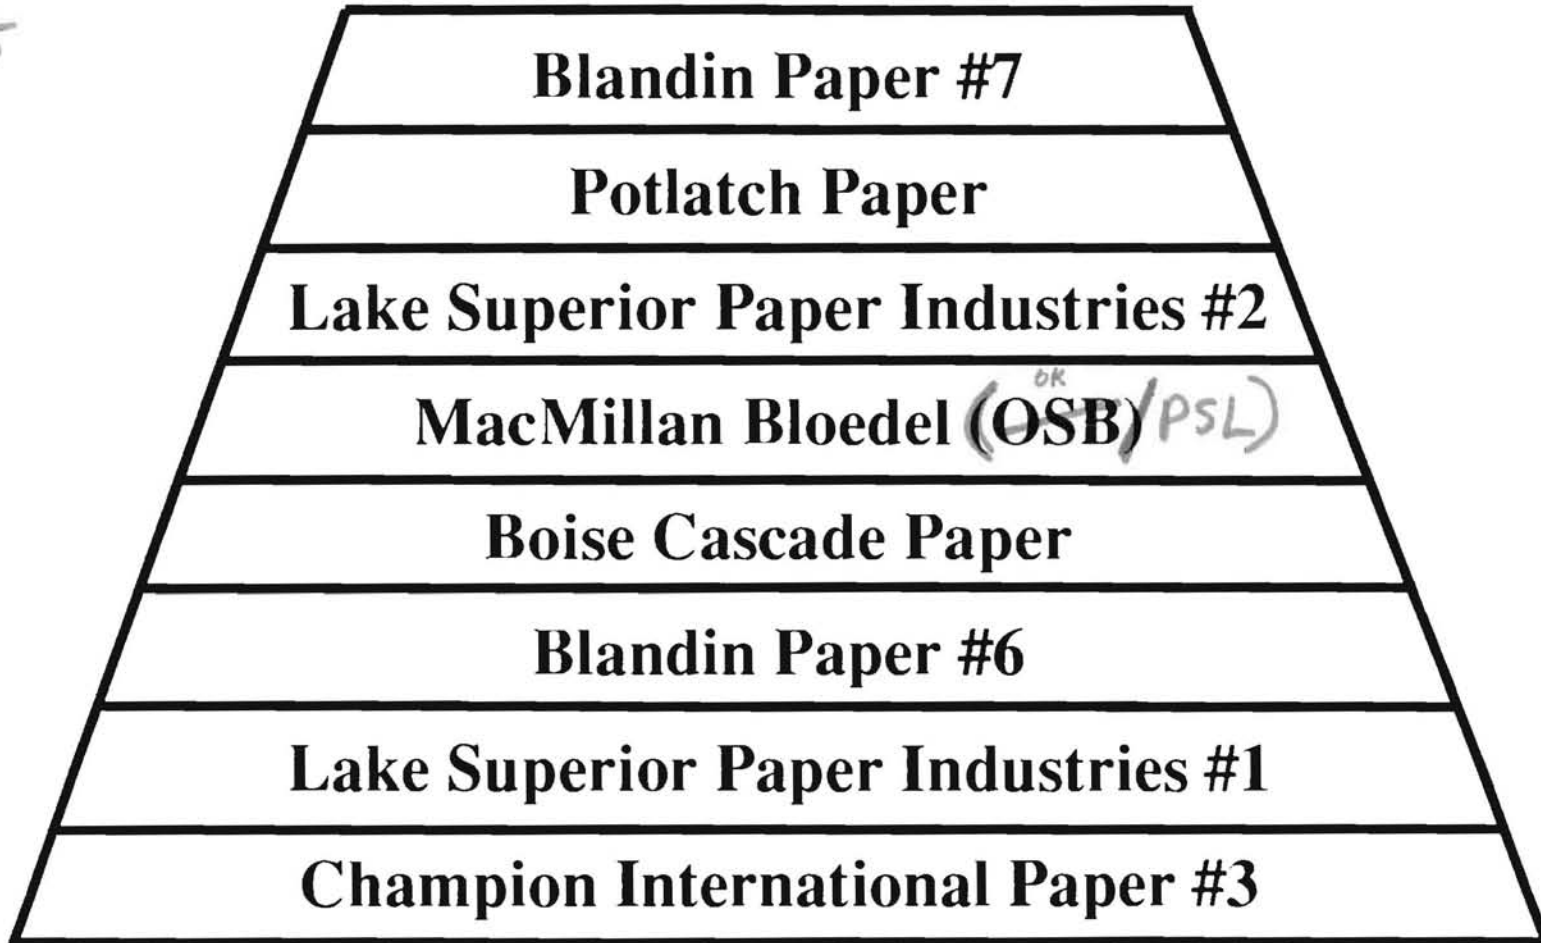 Blandin Paper #7
Potlatch Paper
Lake Superior Paper Industries #2
OK
MacMillan Bloedel (OSB)/PSL)
Boise Cascade Paper
Blandin Paper #6
Lake Superior Paper Industries #1
Champion International Paper #3